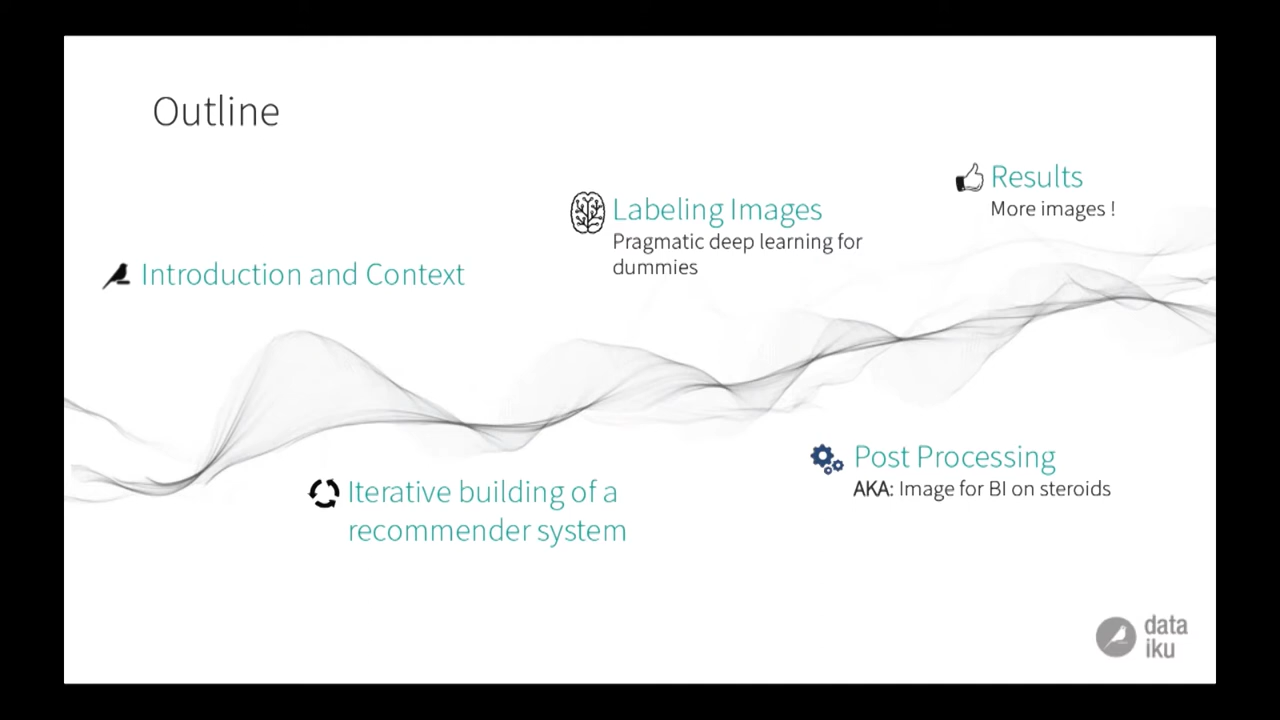 Outline
Introduction and Context
Iterative building of a
recommender system
Labeling Images
Pragmatic deep learning for
dummies
Post Processing
AKA: Image for BI on steroids
Results
More images !
data
iku